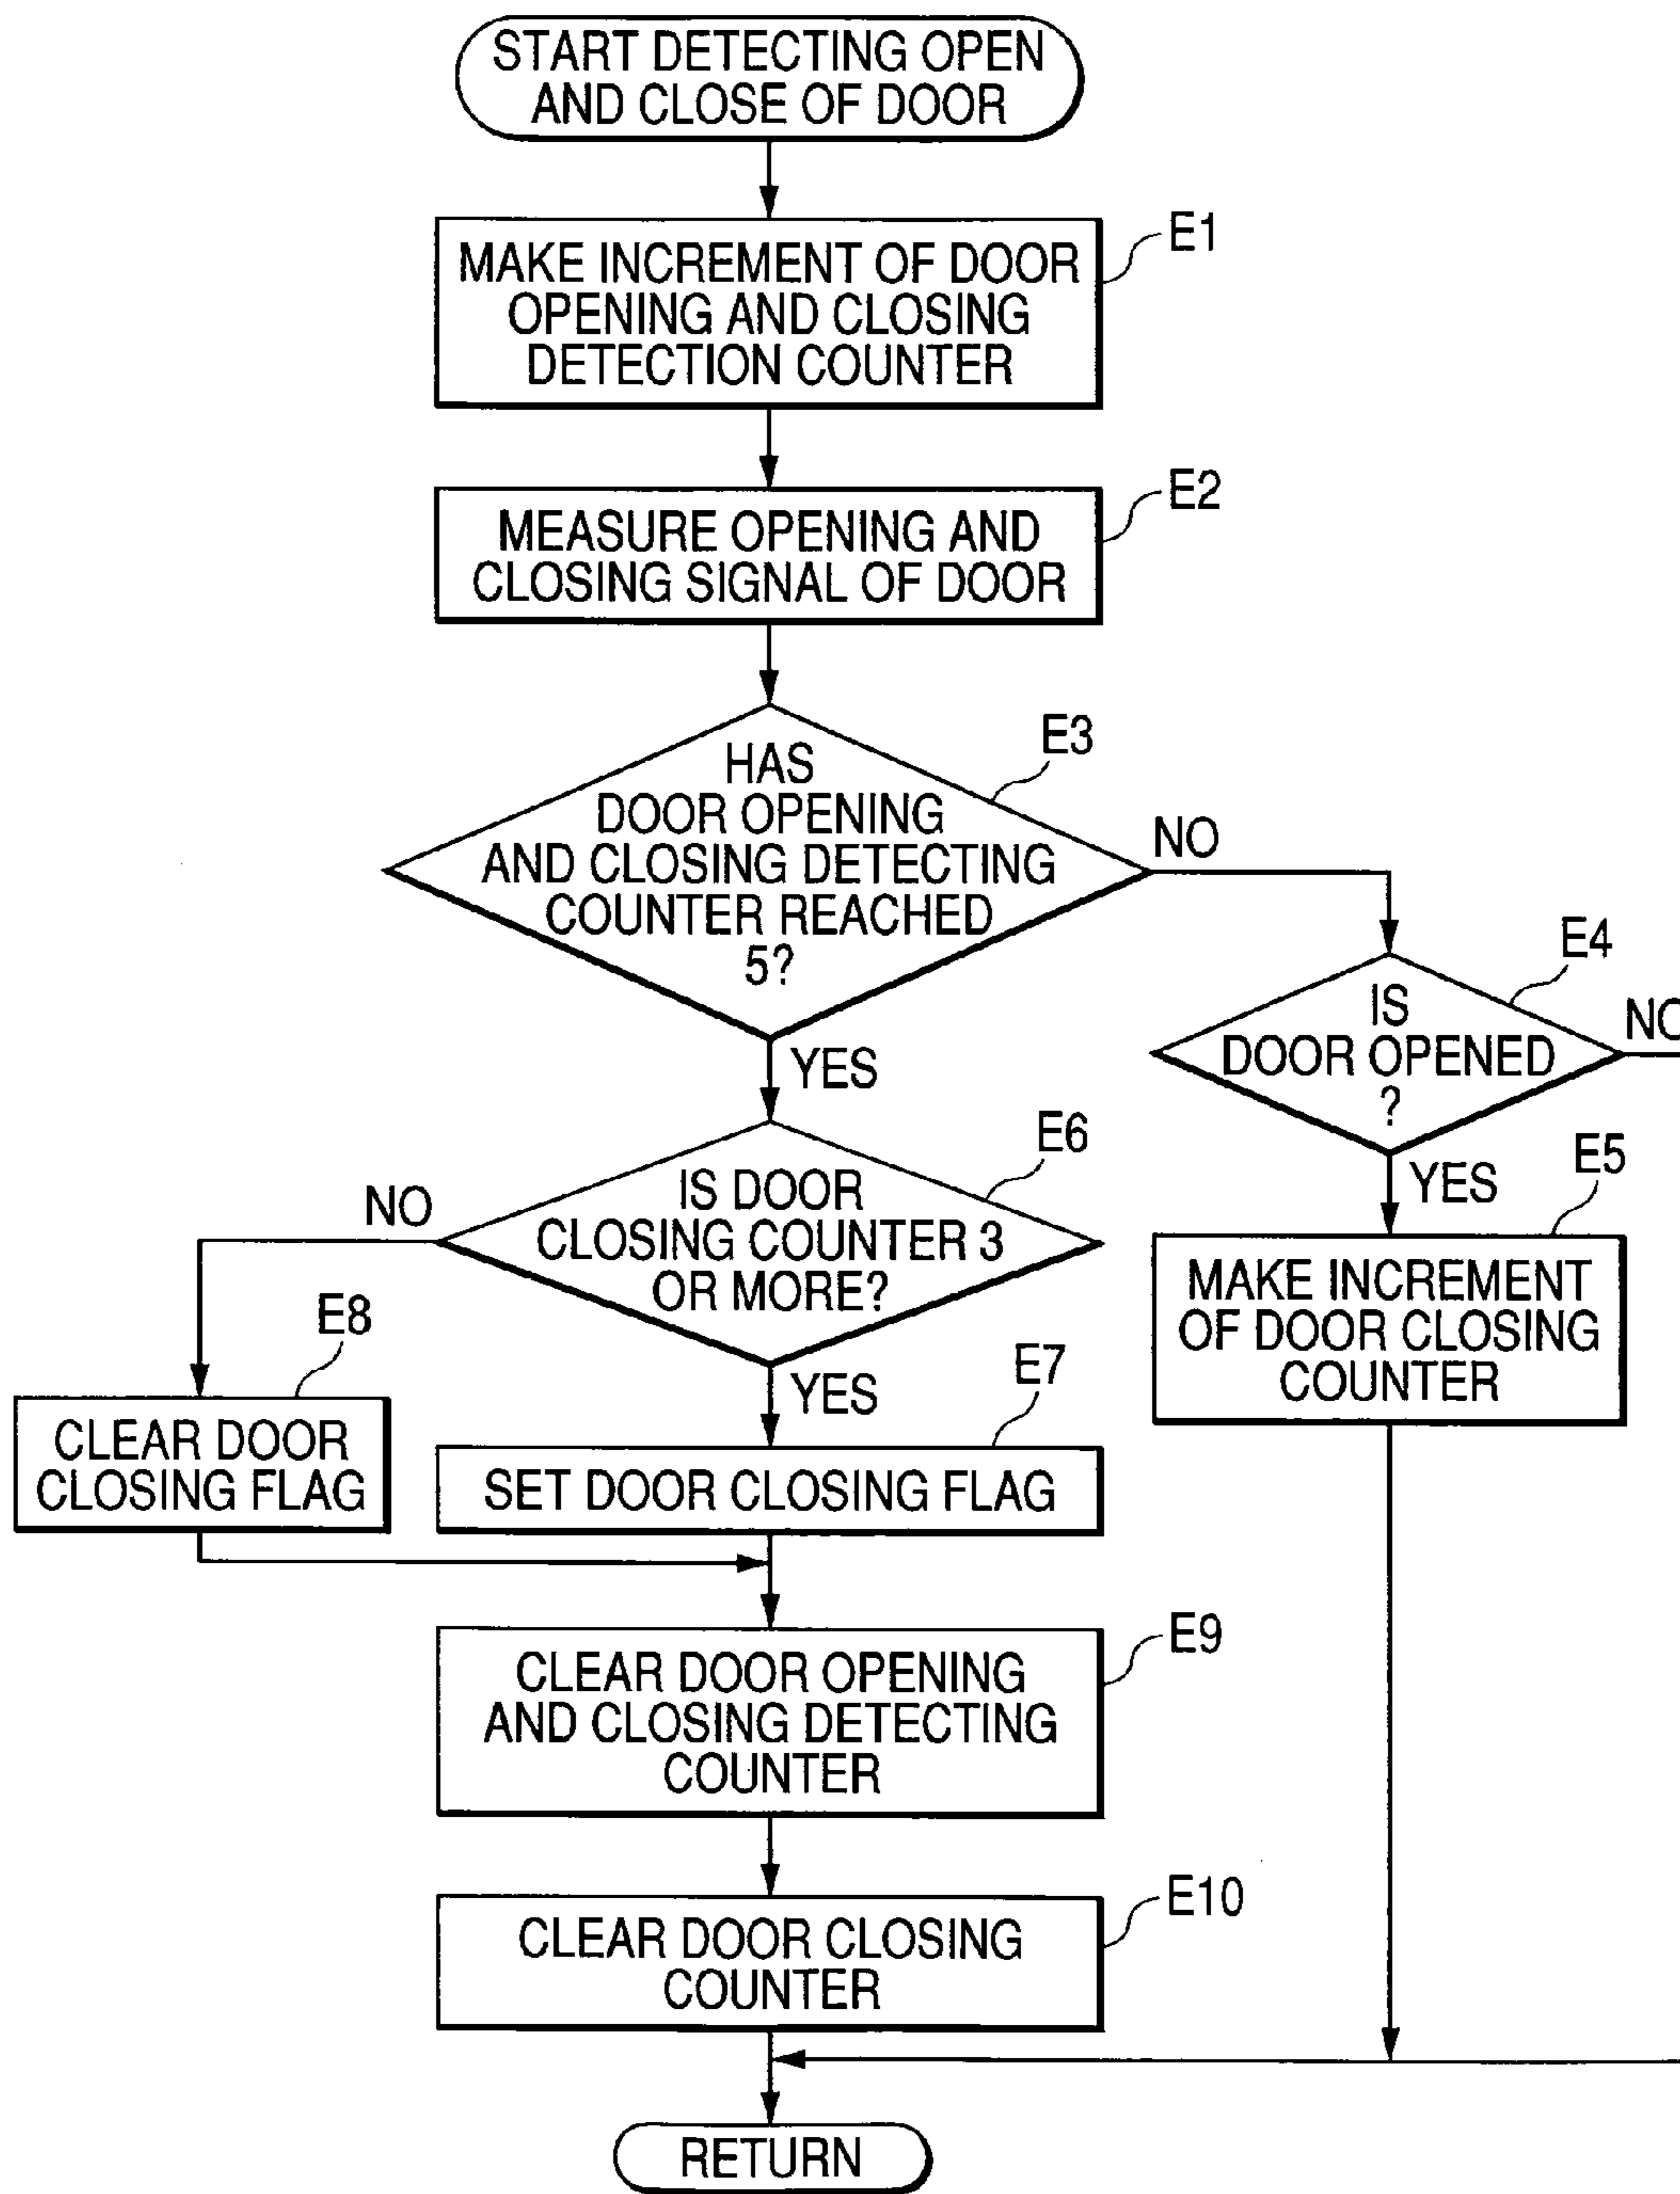 START DETECTING OPEN
AND CLOSE OF DOOR
E1
MAKE INCREMENT OF DOOR
OPENING AND CLOSING
DETECTION COUNTER
E2
MEASURE OPENING AND
CLOSING SIGNAL OF DOOR
E3
HAS
DOOR OPENING
AND CLOSING DETECTING
COUNTER REACHED
5?
NO
YES
E4
IS
DOOR OPENED
?
NO
YES
E5
MAKE INCREMENT
OF DOOR CLOSING
COUNTER
E6
IS DOOR
CLOSING COUNTER 3
OR MORE?
NO
YES
E8
CLEAR DOOR
CLOSING FLAG
E7
SET DOOR CLOSING FLAG
E9
CLEAR DOOR OPENING
AND CLOSING DETECTING
COUNTER
E10
CLEAR DOOR CLOSING
COUNTER
RETURN